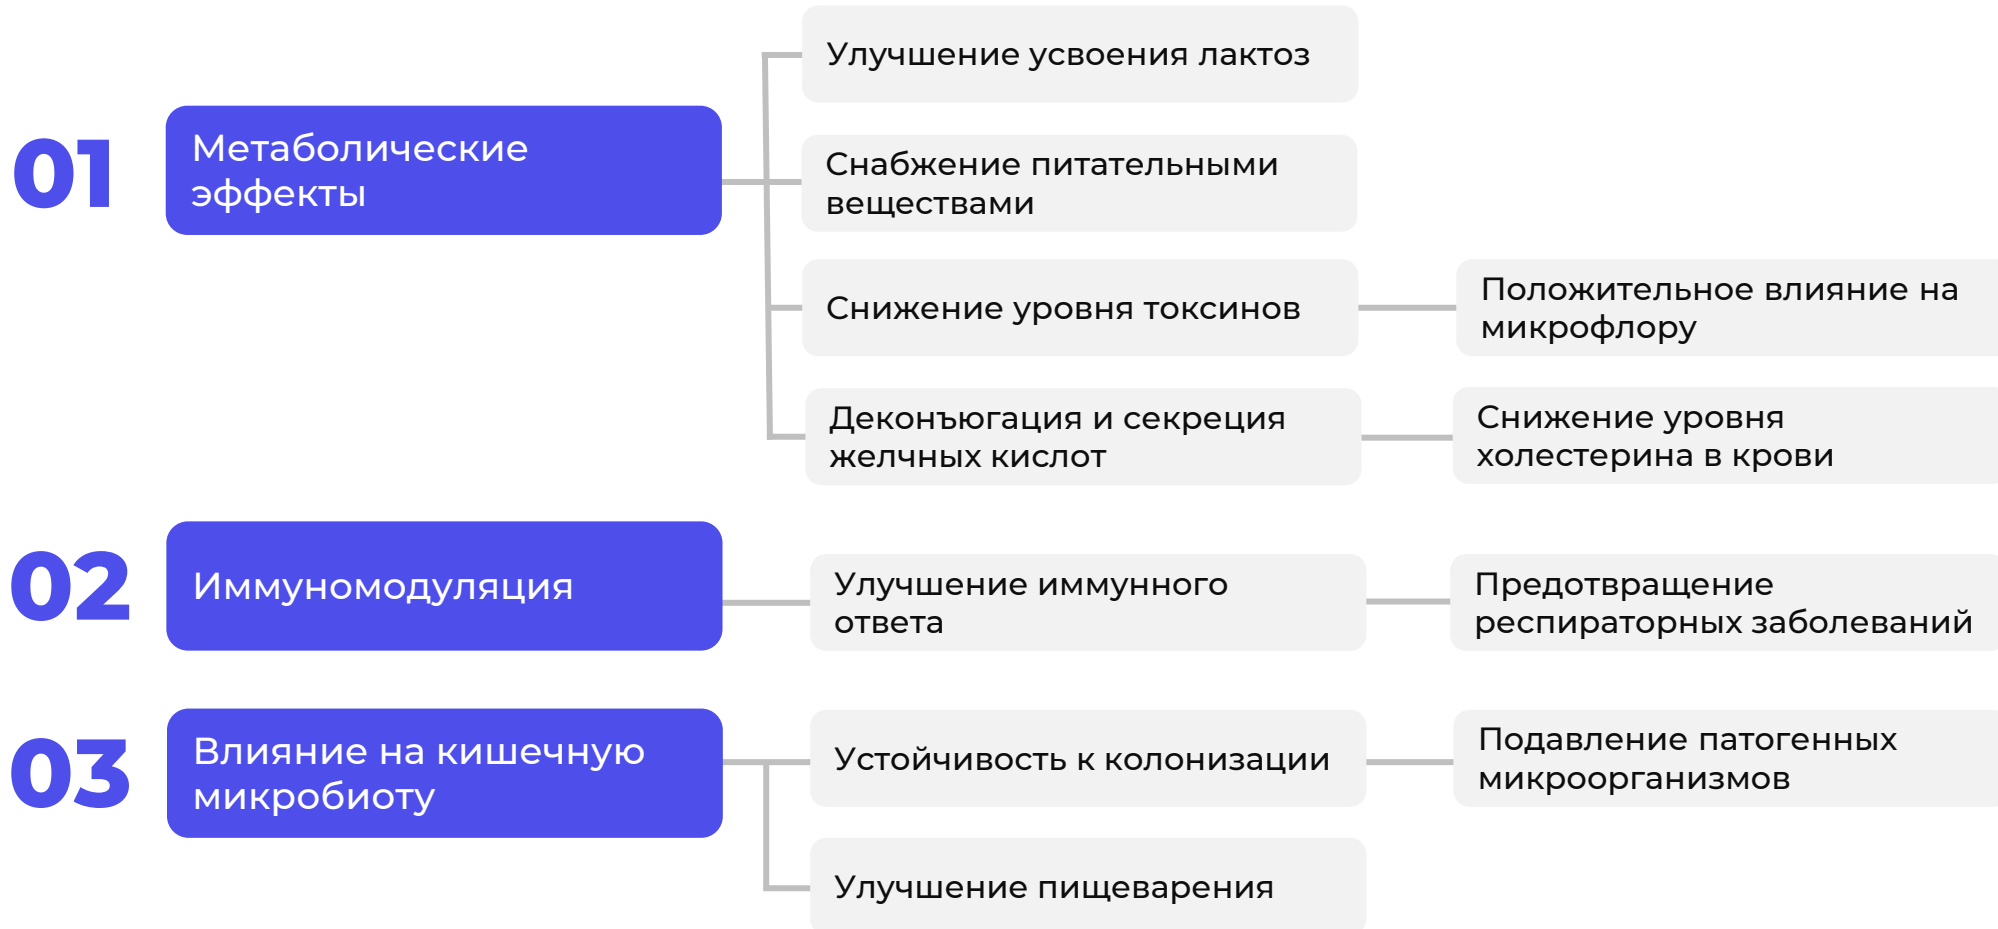 01
Метаболические
эффекты
Улучшение усвоения лактоз
Снабжение питательными
веществами
Снижение уровня токсинов
Положительное влияние на
микрофлору
Деконъюгация и секреция
желчных кислот
Снижение уровня
холестерина в крови
02
Иммуномодуляция
Улучшение иммунного
ответа
Предотвращение
респираторных заболеваний
03
Влияние на кишечную
микробиоту
Устойчивость к колонизации
Подавление патогенных
микроорганизмов
Улучшение пищеварения